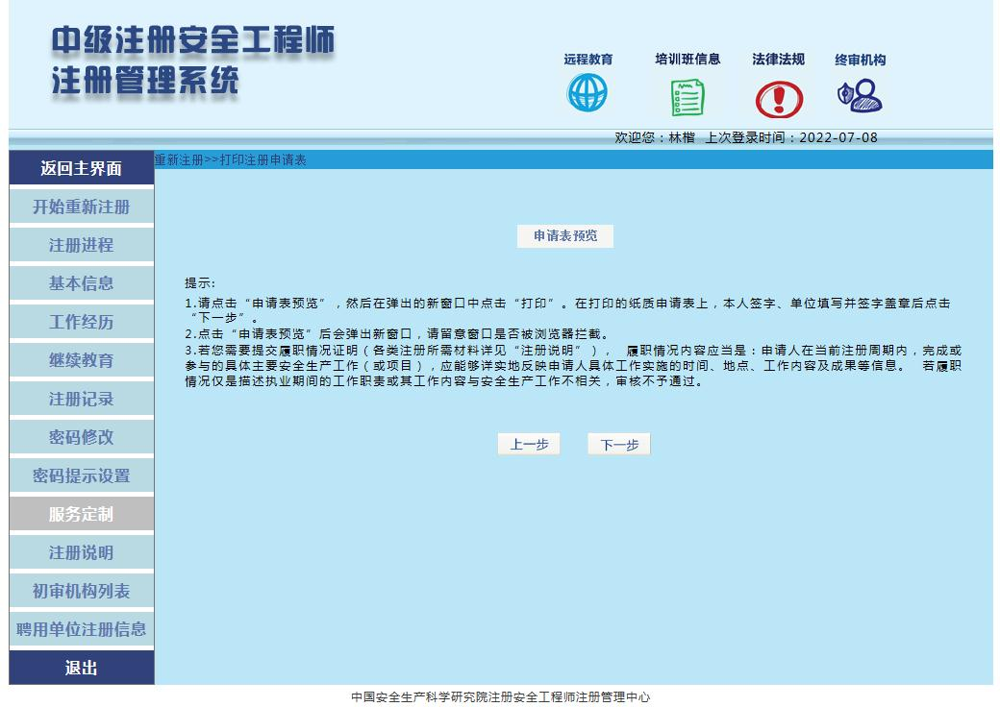 中级注册安全工程师
注册管理系统
远程教育
培训班信息
法律法规
终审机构
欢迎您：林楷 上次登录时间：2022-07-08
返回主界面
重新注册>>打印注册申请表
开始重新注册
注册进程
基本信息
工作经历
继续教育
注册记录
密码修改
密码提示设置
服务定制
注册说明
初审机构列表
聘用单位注册信息
退出
申请表预览
提示:
1.请点击“申请表预览”，然后在弹出的新窗口中点击“打印”。在打印的纸质申请表上，本人签字、单位填写并签字盖章后点击
“下一步”。
2.点击“申请表预览”后会弹出新窗口，请留意窗口是否被浏览器拦截。
3.若您需要提交履职情况证明（各类注册所需材料详见“注册说明”）， 履职情况内容应当是：申请人在当前注册周期内，完成或
参与的具体主要安全生产工作（或项目），应能够详实地反映申请人具体工作实施的时间、地点、工作内容及成果等信息。 若履职
情况仅是描述执业期间的工作职责或其工作内容与安全生产工作不相关，审核不予通过。
上一步
下一步
中国安全生产科学研究院注册安全工程师注册管理中心